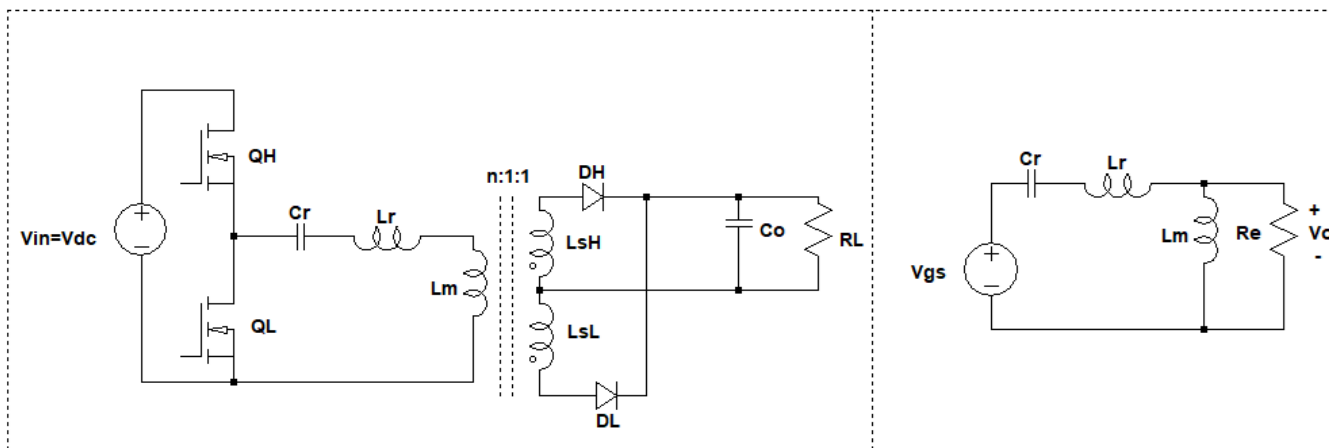 QH
Vin=Vdc
Cr
Lr
Lm
QL
n:1:1
DH
LsH
LsL
DL
Co
RL
Vgs
Cr
Lr
Lm
Re
+
Vo
-